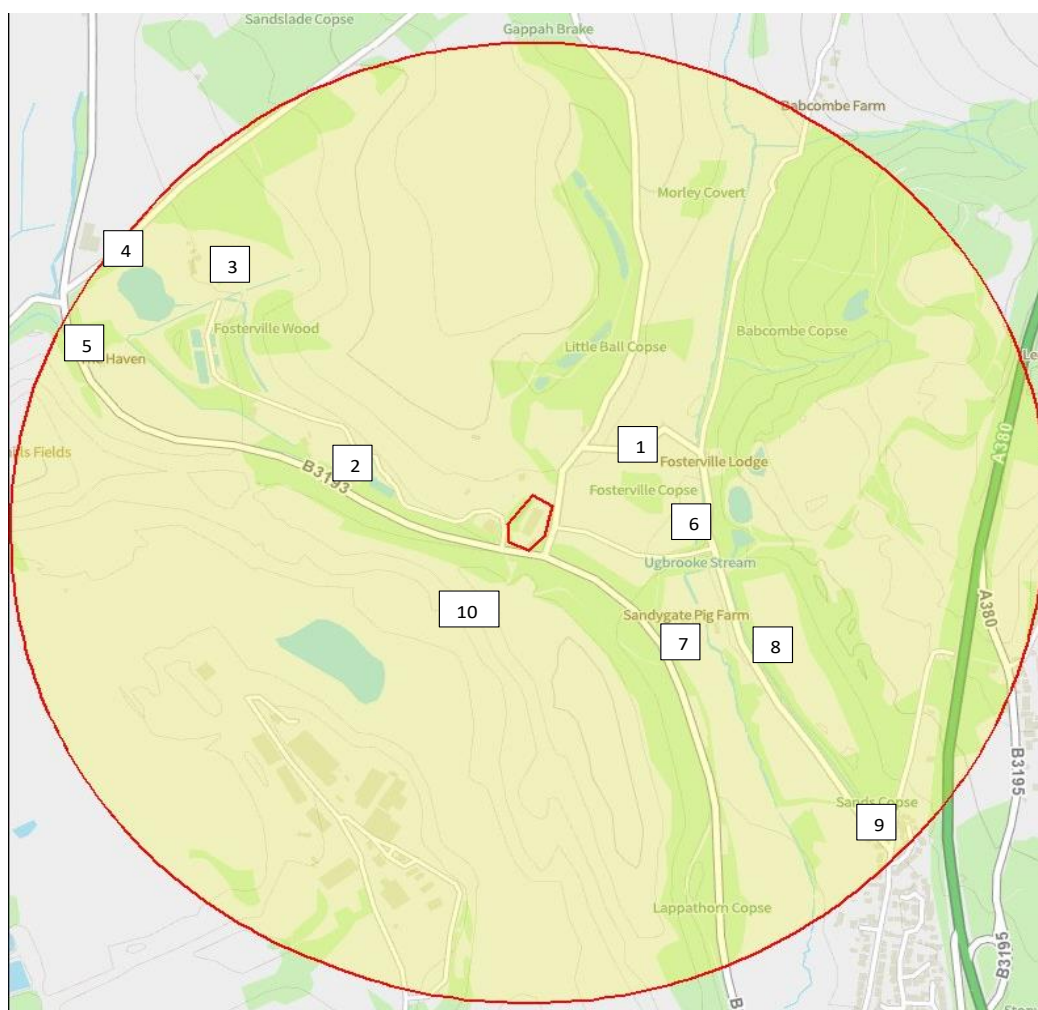 Sandslade Copse
Gappah Brake
Babcombe Farm
Morley Covert
4
3
Fosterville Wood
Babcombe Copse
5
Haven
Little Ball Copse
A380
1
Fields
2
B3193
Fosterville Lodge
Fosterville Copse
6
Ugbrooke Stream
A380
10
Sandygate Pig Farm
7
8
B3195
Sands Copse
9
Lappathorn Copse
B3195